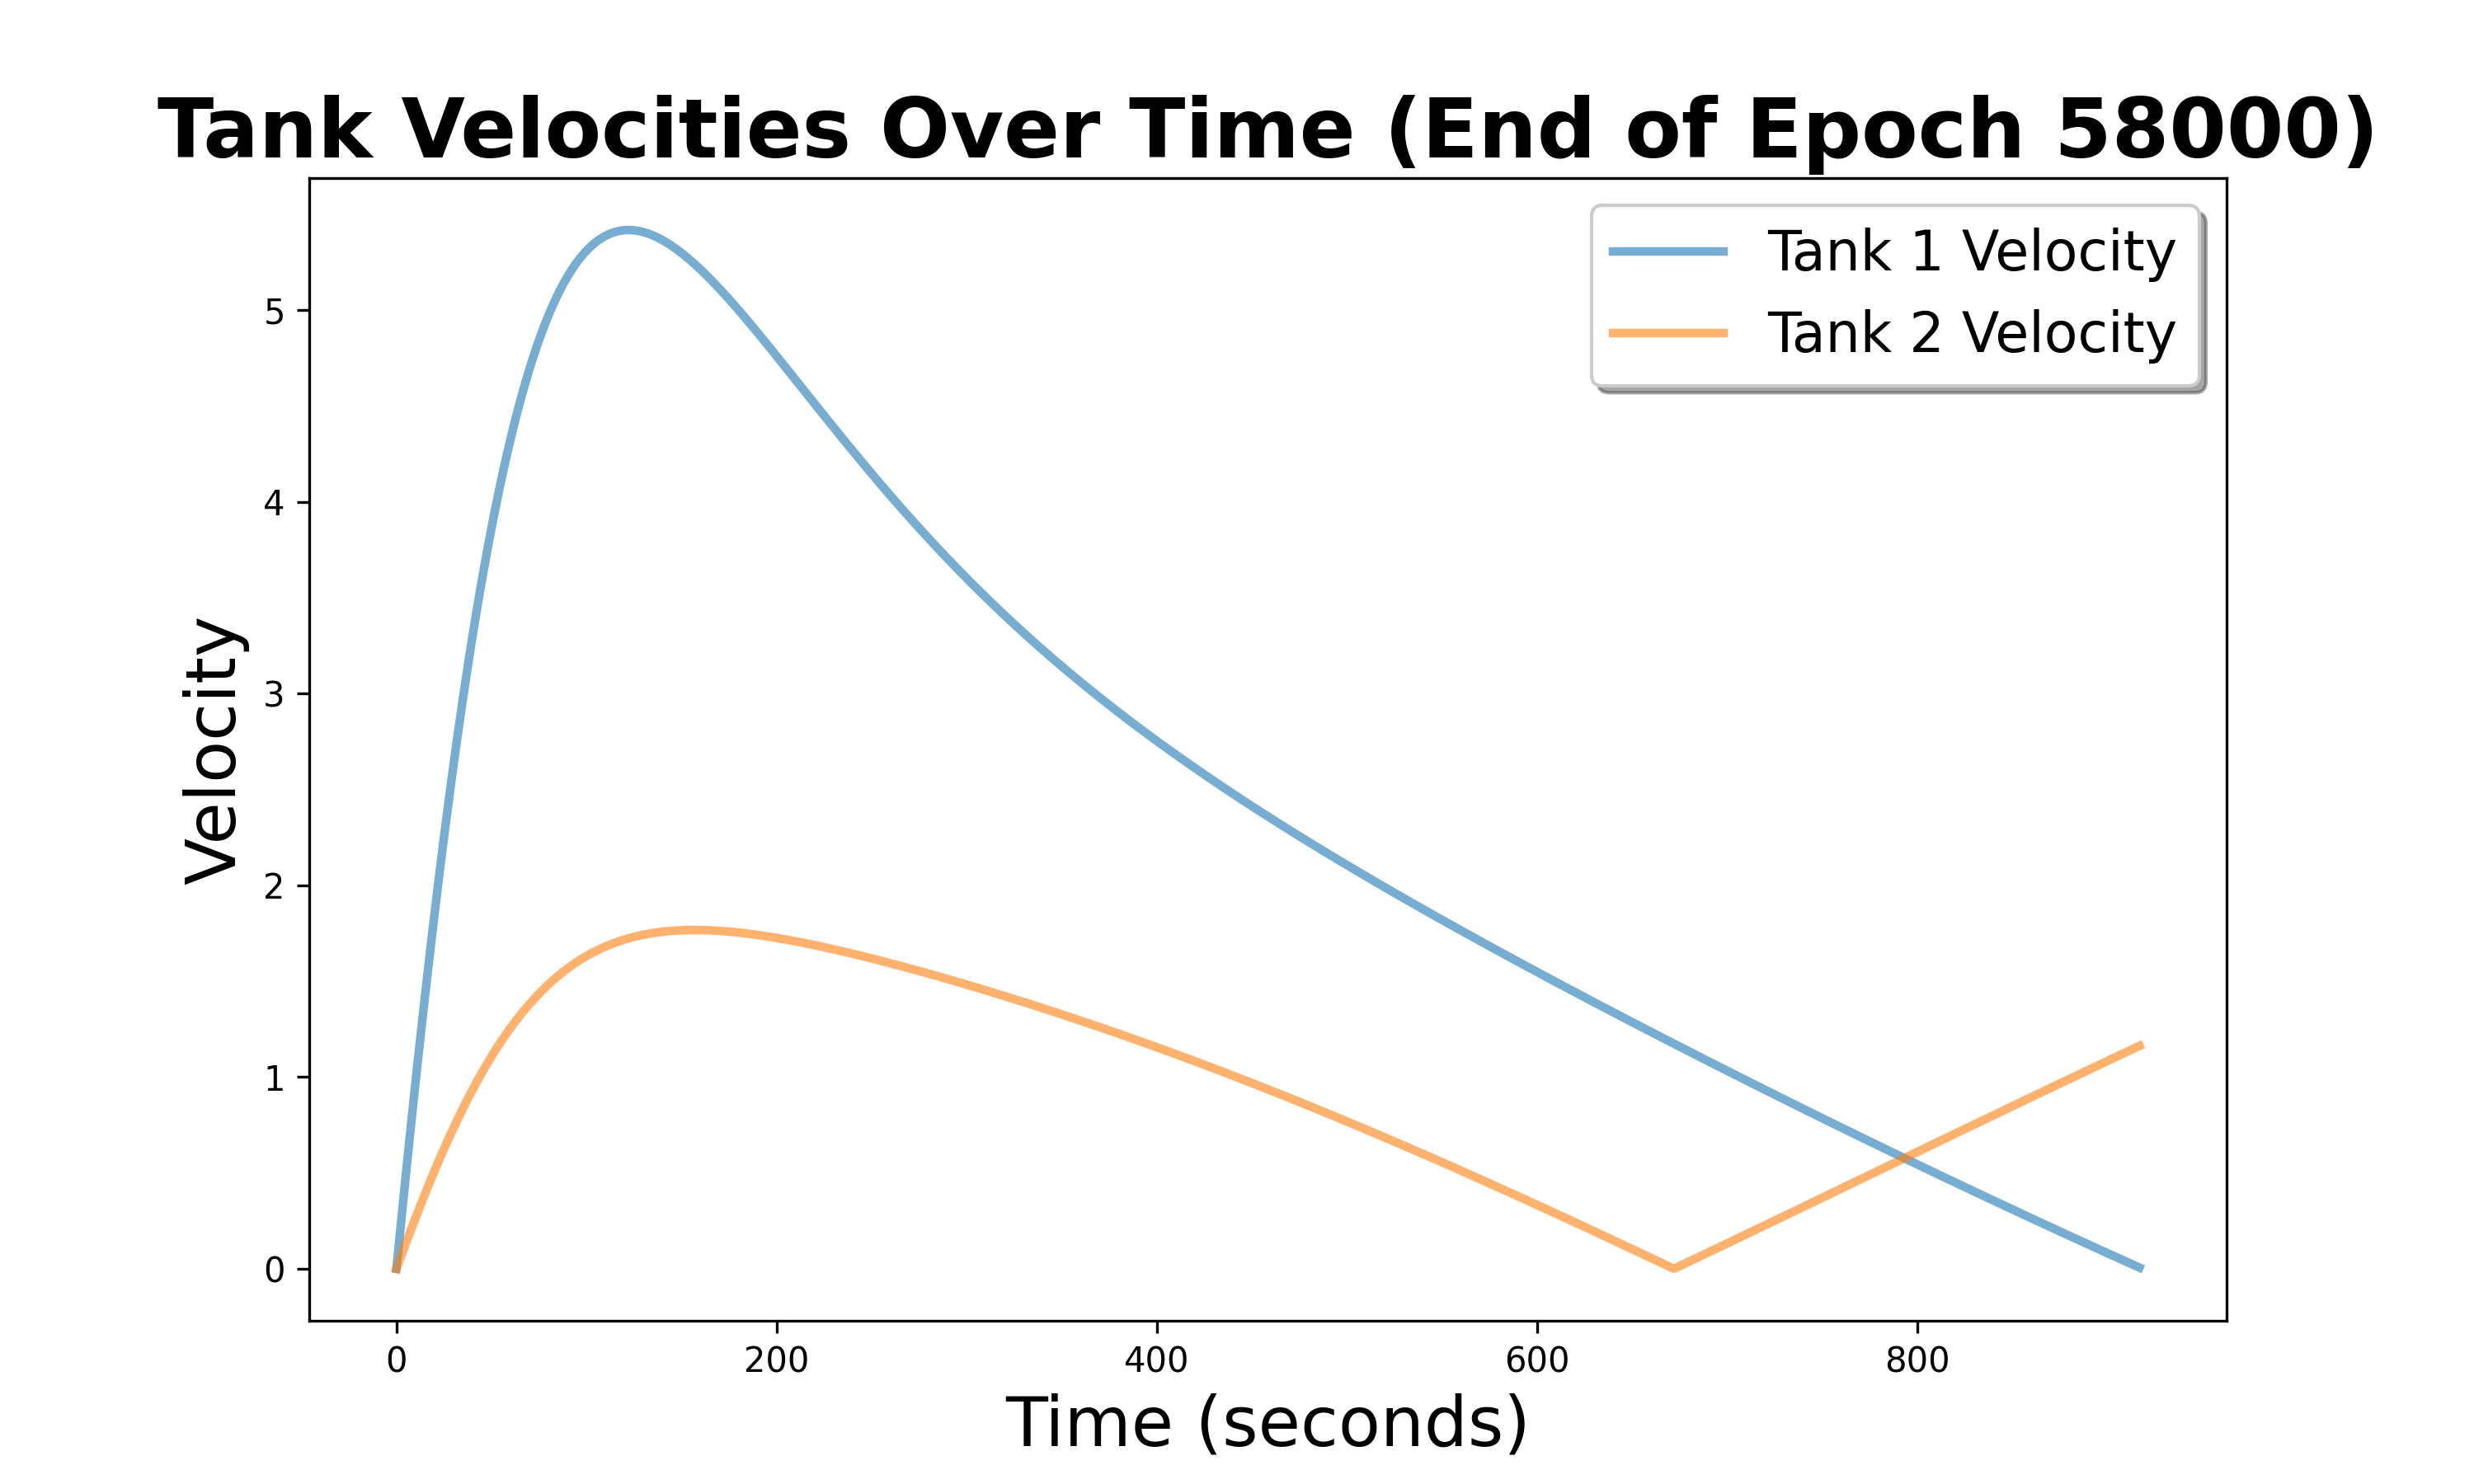 Tank Velocities Over Time (End of Epoch 58000)
Tank 1 Velocity
Tank 2 Velocity
Velocity
5
4
3
2
1
0
0 200 400 600 800
Time (seconds)